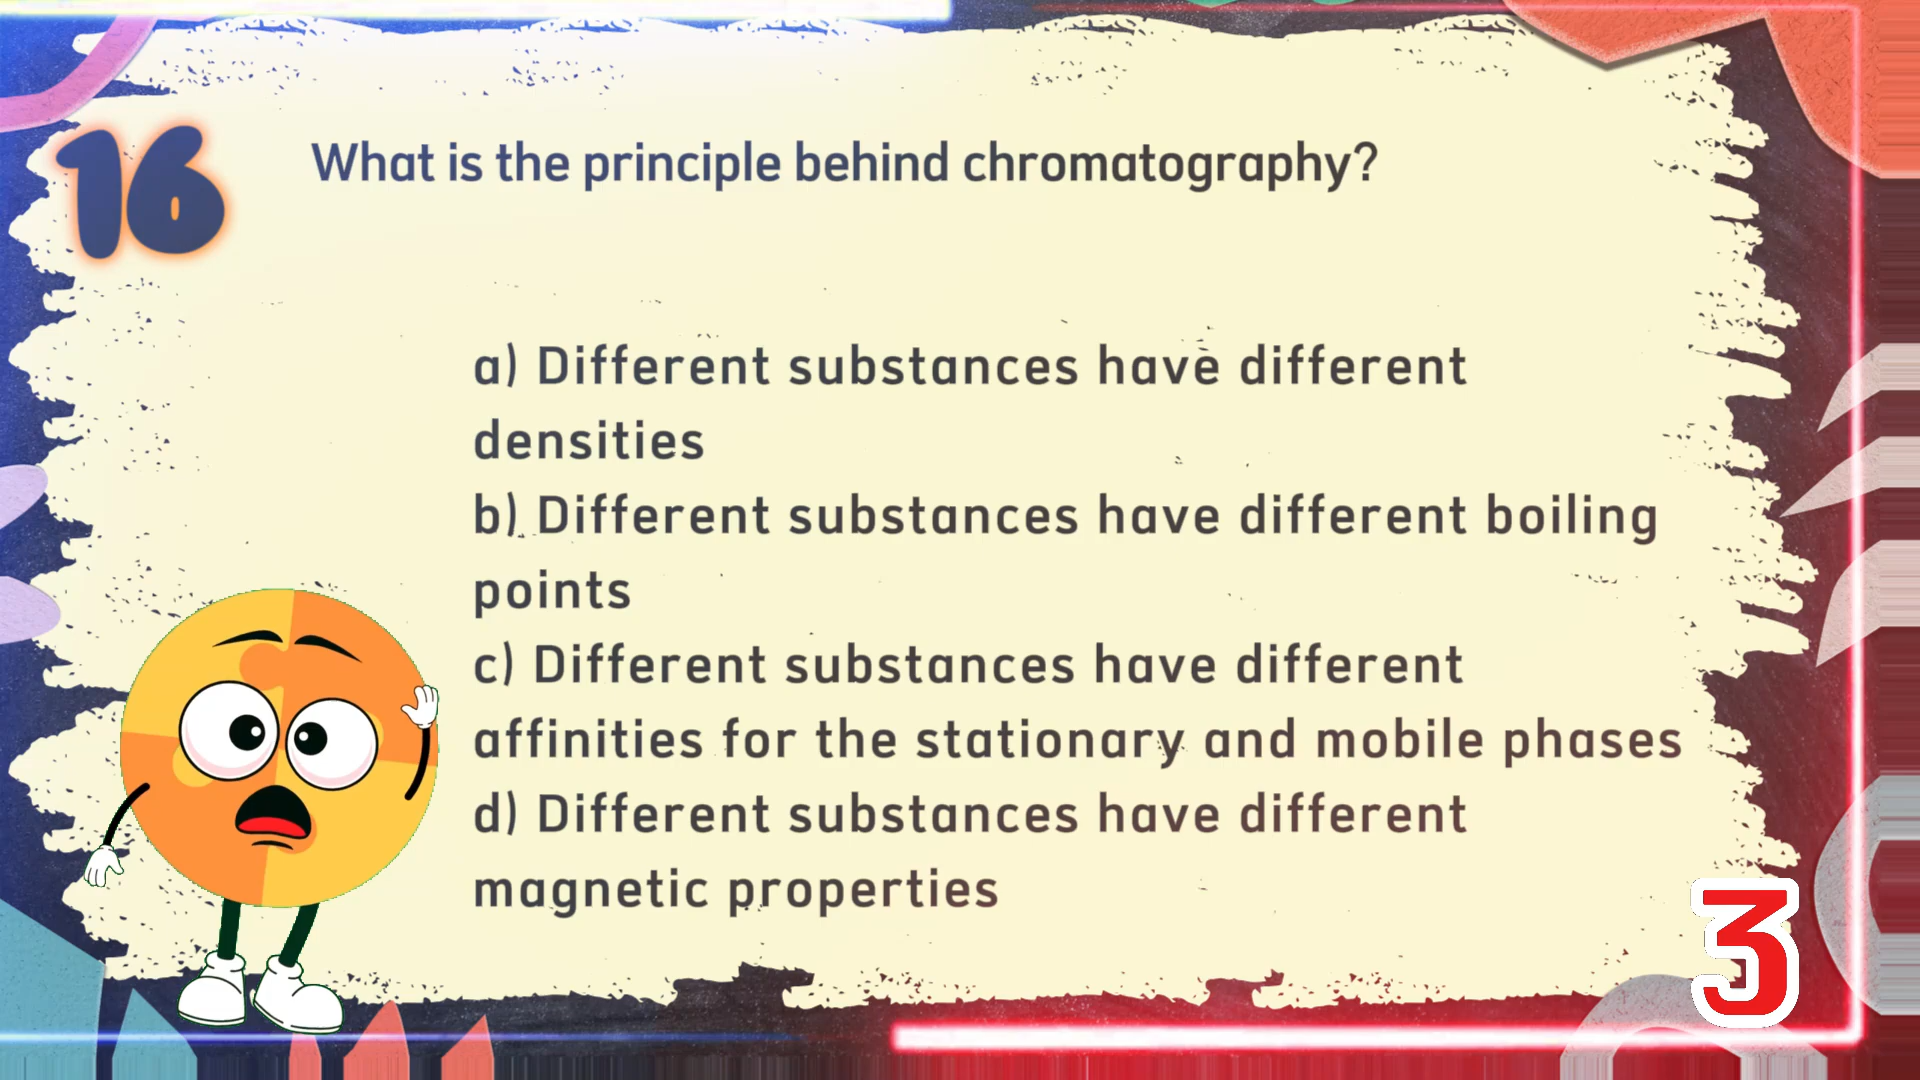 16
What is the principle behind chromatography?
a) Different substances have different
densities
b) Different substances have different boiling
points
c) Different substances have different
affinities for the stationary and mobile phases
d) Different substances have different
magnetic properties
3